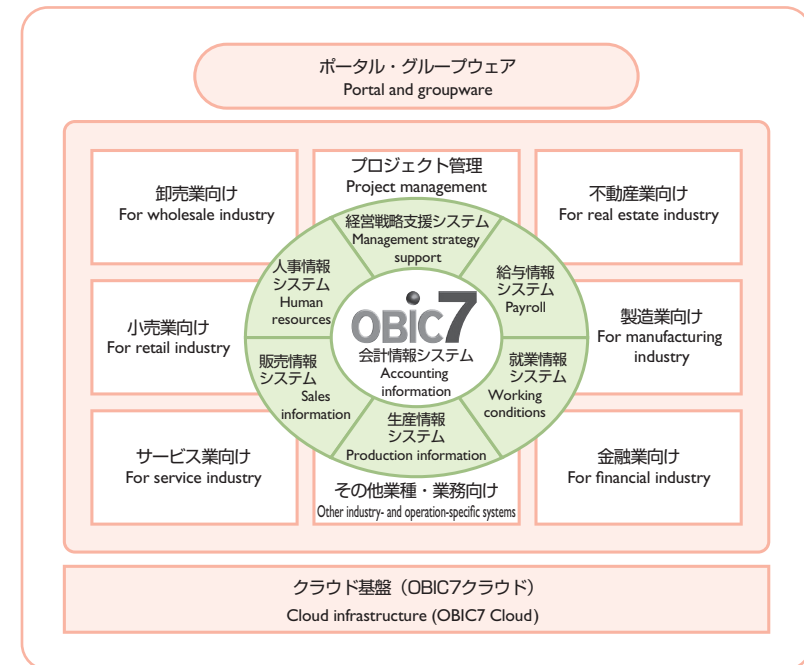 ポータル・グループウェア
Portal and groupware
卸売業向け
For wholesale industry
プロジェクト管理
Project management
不動産業向け
For real estate industry
経営戦略支援システム
Management strategy
support
人事情報
システム
Human
resources
給与情報
システム
Payroll
OBIC7
会計情報システム
Accounting
information
小売業向け
For retail industry
製造業向け
For manufacturing
industry
販売情報
システム
Sales
information
就業情報
システム
Working
conditions
生産情報
システム
Production information
サービス業向け
For service industry
その他業種・業務向け
Other industry- and operation-specific systems
金融業向け
For financial industry
クラウド基盤（OBIC7クラウド）
Cloud infrastructure (OBIC7 Cloud)